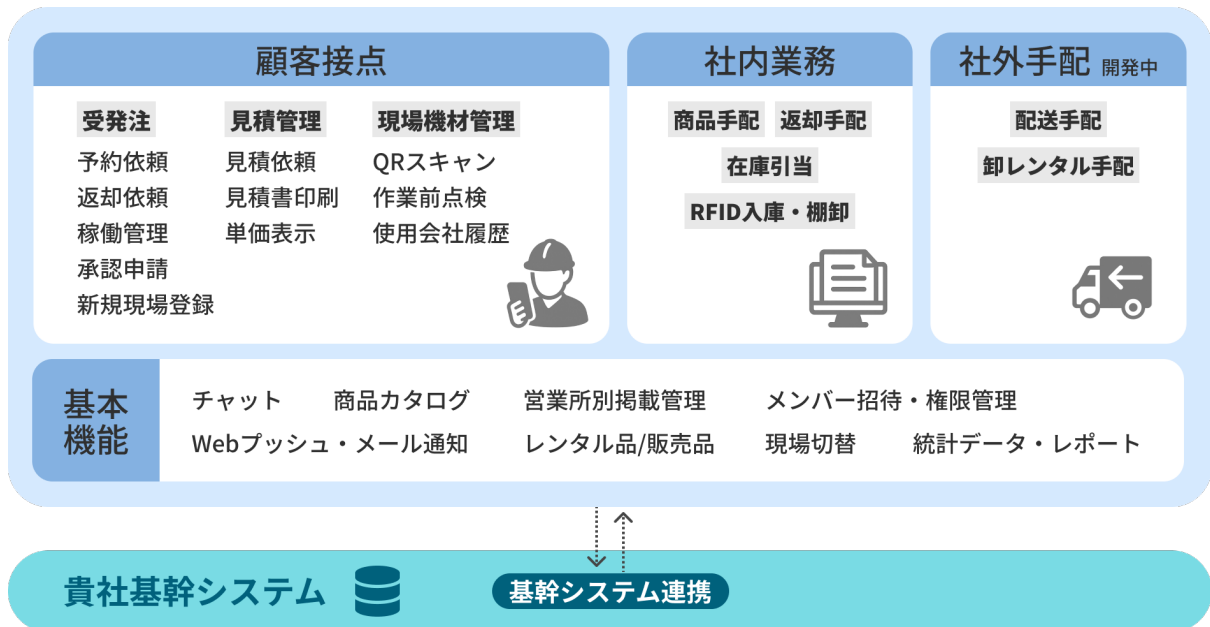 顧客接点
受発注
予約依頼
返却依頼
稼働管理
承認申請
新規現場登録
見積管理
見積依頼
見積書印刷
単価表示
現場機材管理
QRスキャン
作業前点検
使用会社履歴
社内業務
商品手配 返却手配
在庫引当
RFID入庫・棚卸
社外手配 開発中
配送手配
卸レンタル手配
基本
機能
チャット 商品カタログ 営業所別掲載管理 メンバー招待・権限管理
Webプッシュ・メール通知 レンタル品/販売品 現場切替 統計データ・レポート
貴社基幹システム
基幹システム連携